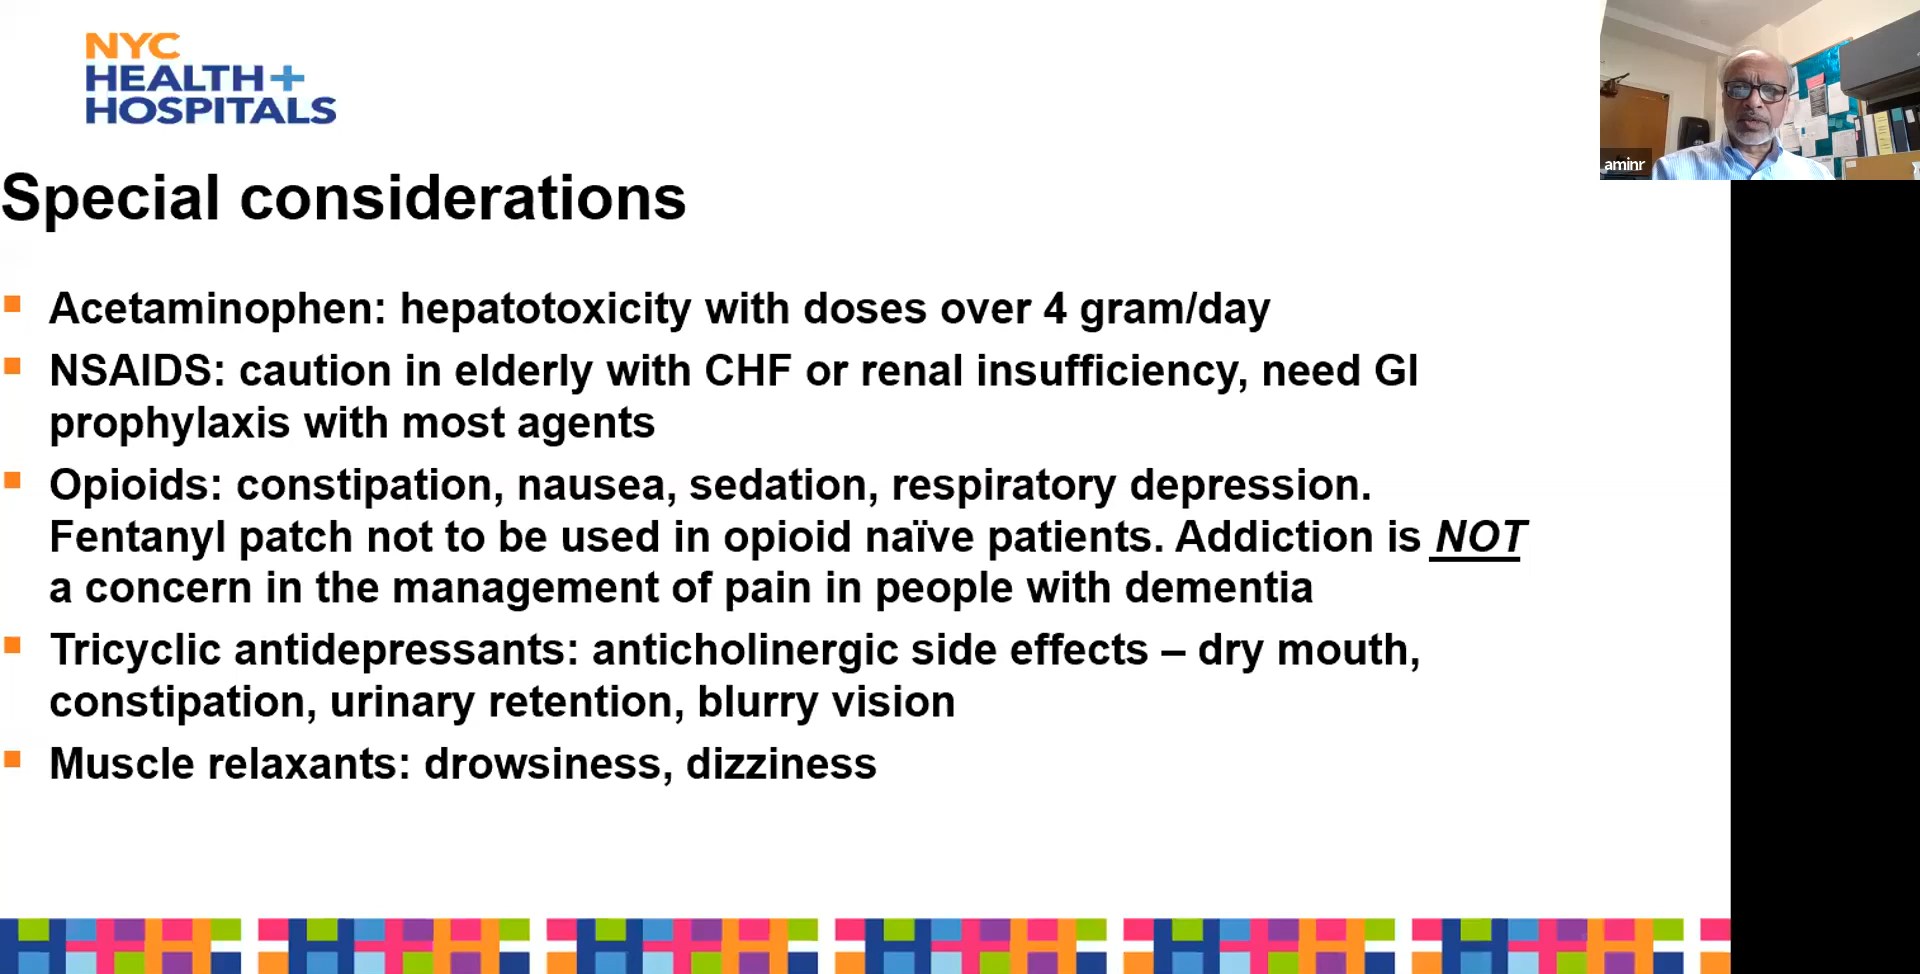 NYC
HEALTH+
HOSPITALS
aminr
Special considerations
Acetaminophen: hepatotoxicity with doses over 4 gram/day
NSAIDS: caution in elderly with CHF or renal insufficiency, need GI
prophylaxis with most agents
Opioids: constipation, nausea, sedation, respiratory depression.
Fentanyl patch not to be used in opioid naïve patients. Addiction is NOT
a concern in the management of pain in people with dementia
Tricyclic antidepressants: anticholinergic side effects – dry mouth,
constipation, urinary retention, blurry vision
Muscle relaxants: drowsiness, dizziness